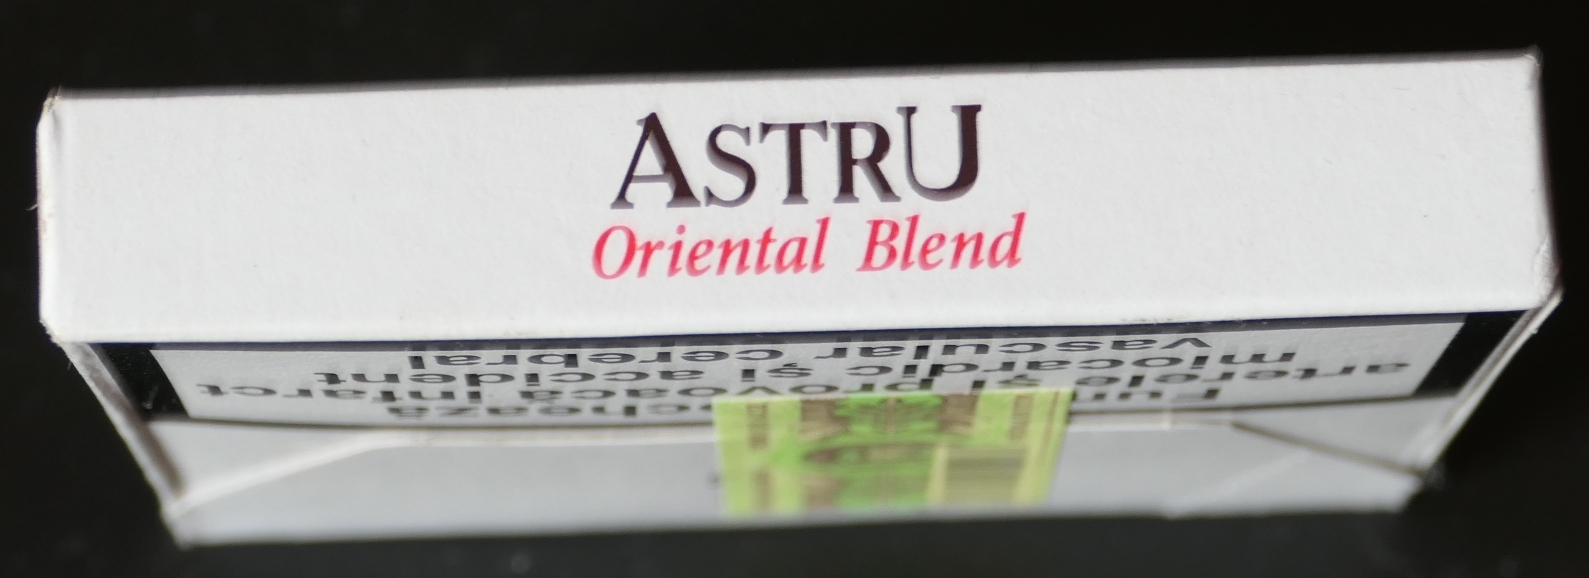 ASTRU
Oriental Blend
arterele şi provoacă infarct
miocardic şi accident
vascular cerebral